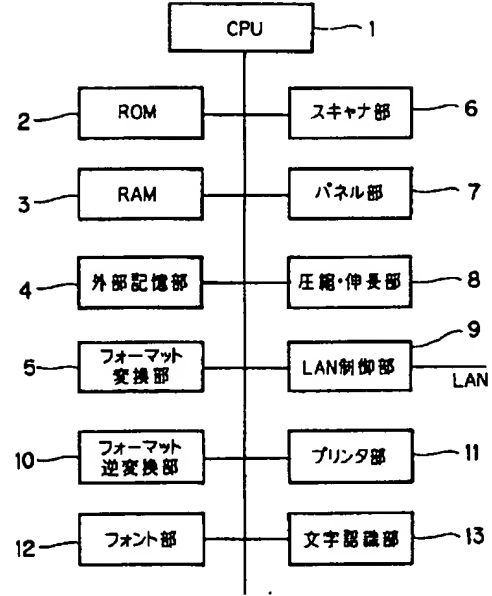 CPU
1
2
ROM
スキャナ部
6
3
RAM
パネル部
7
4
外部記憶部
圧縮・伸長部
8
5
フォーマット
変換部
LAN制御部
9
LAN
10
フォーマット
逆変換部
プリンタ部
11
12
フォント部
文字認識部
13